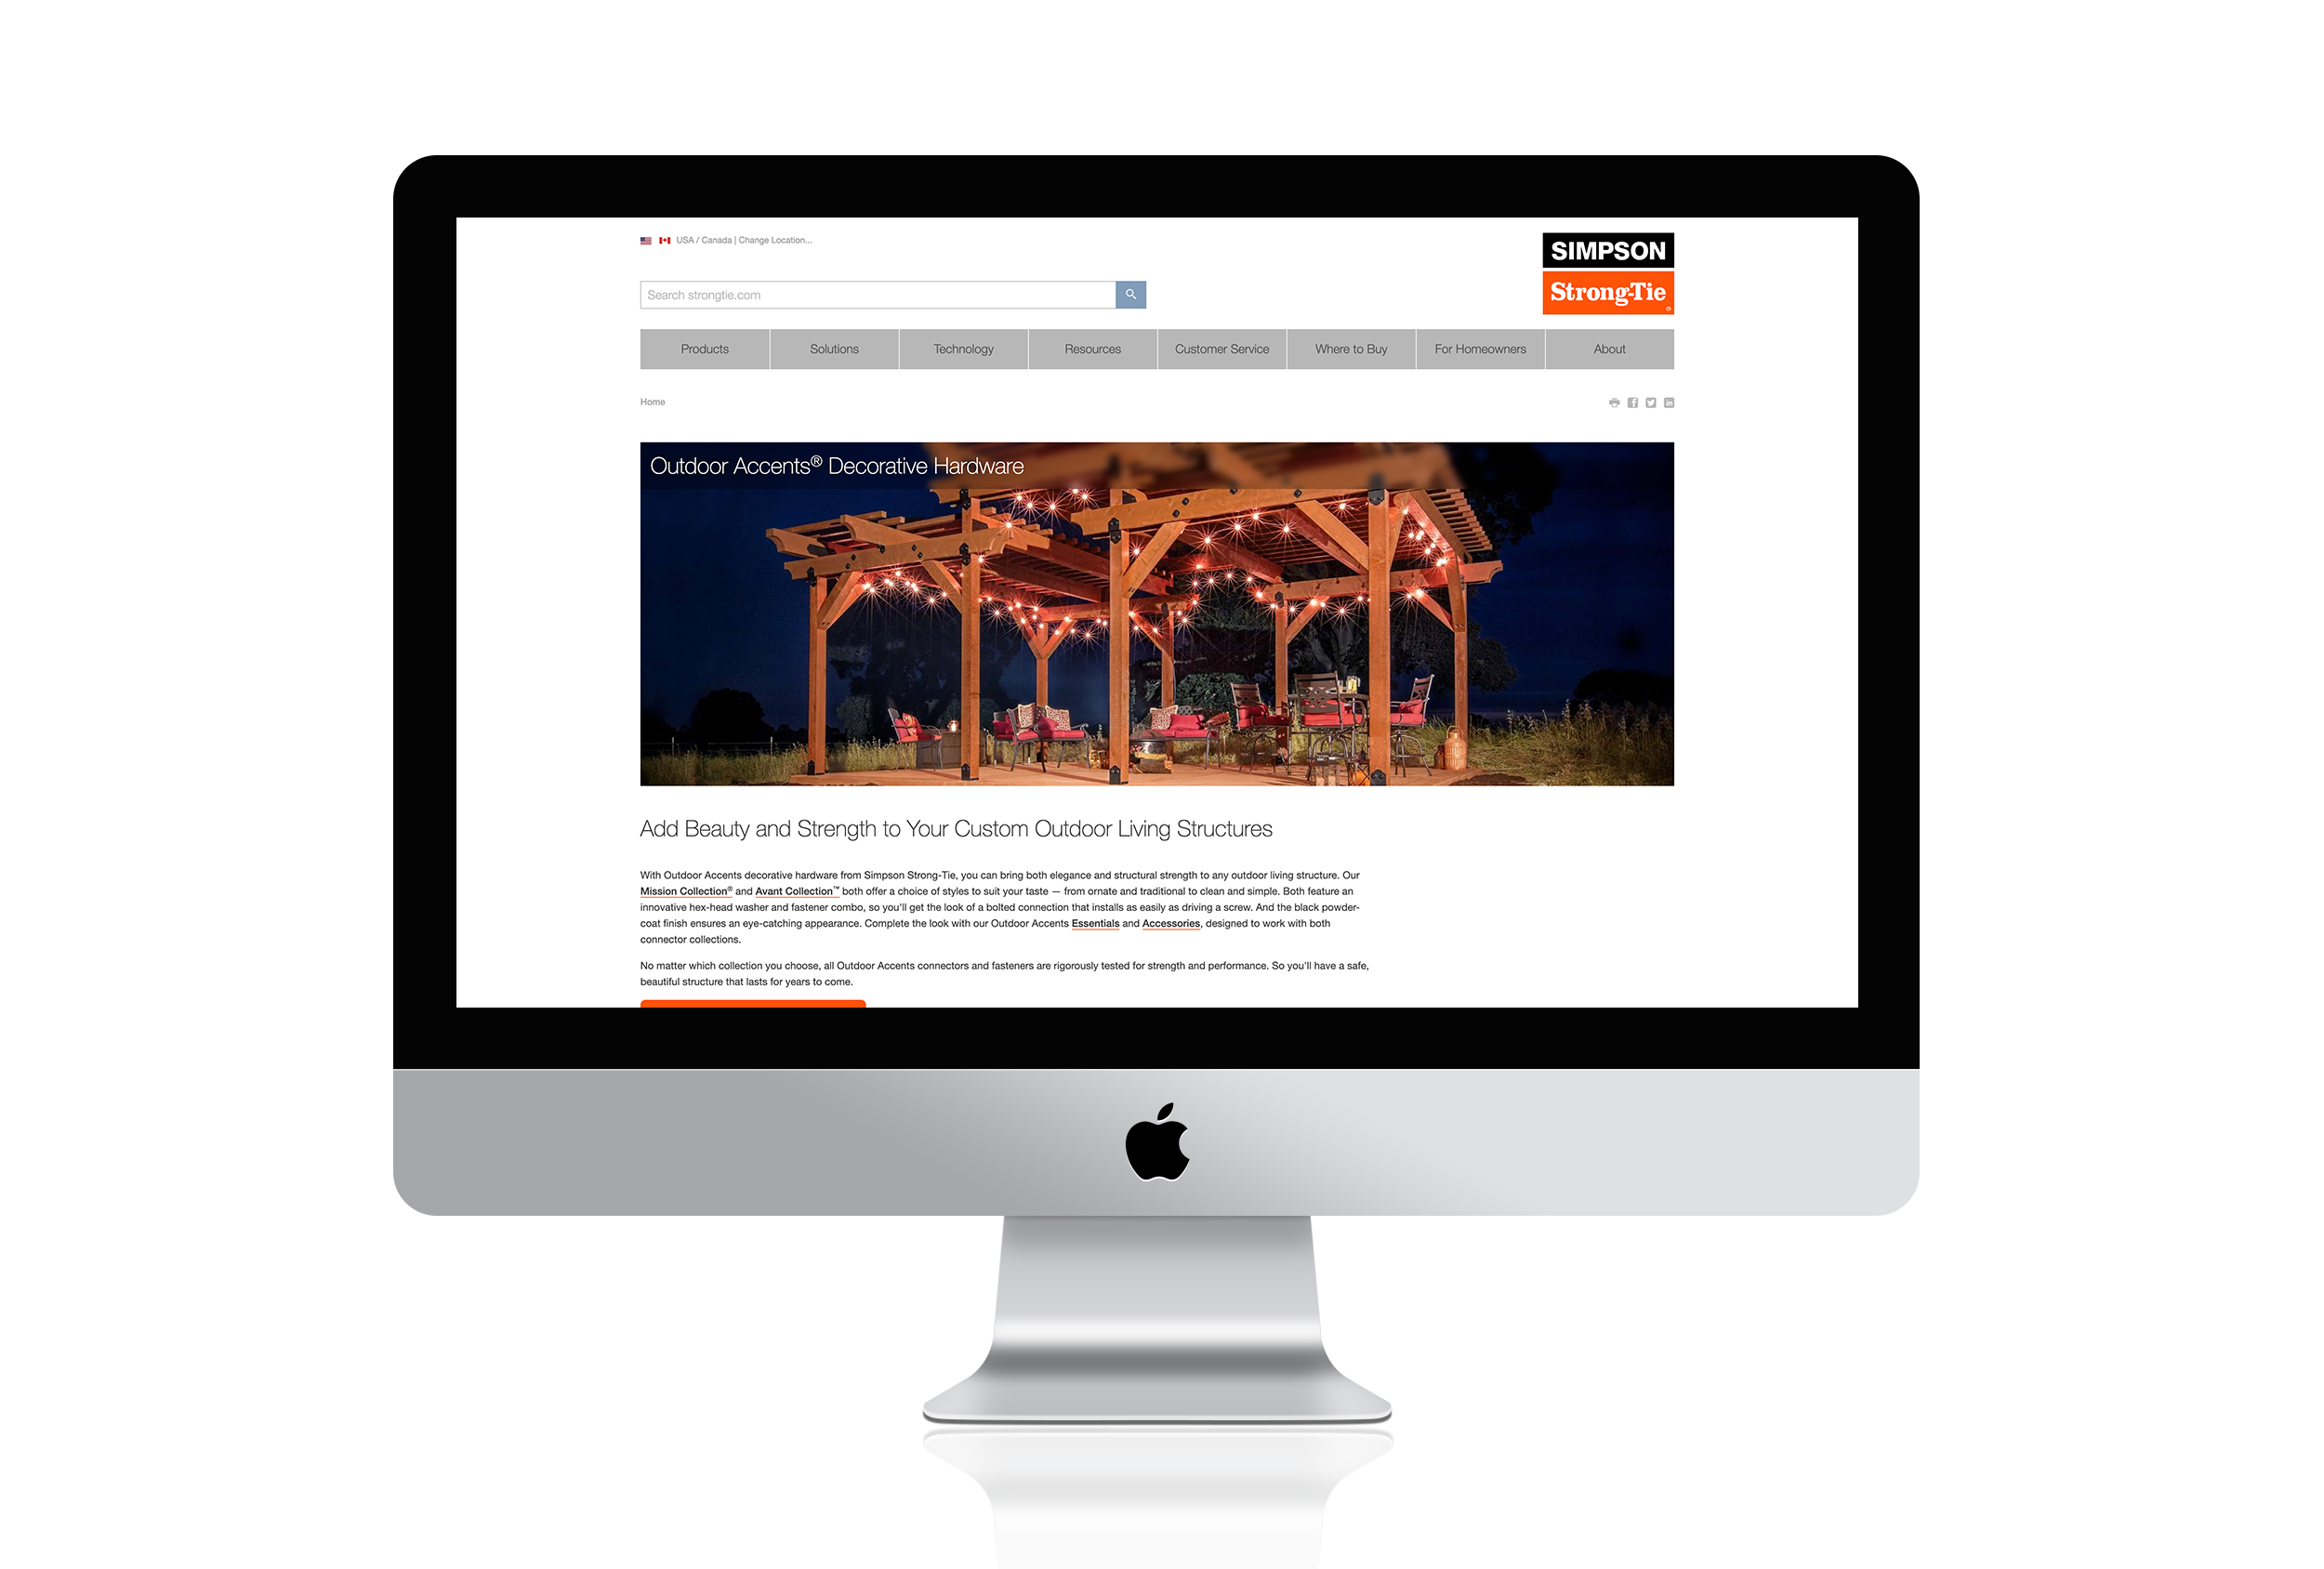 USA / Canada | Change Location...
SIMPSON
Strong-Tie
®
Search strongtie.com
Products
Solutions
Technology
Resources
Customer Service
Where to Buy
For Homeowners
About
Home
Outdoor Accents® Decorative Hardware
Add Beauty and Strength to Your Custom Outdoor Living Structures
With Outdoor Accents decorative hardware from Simpson Strong-Tie, you can bring both elegance and structural strength to any outdoor living structure. Our
Mission Collection® and Avant Collection™ both offer a choice of styles to suit your taste — from ornate and traditional to clean and simple. Both feature an
innovative hex-head washer and fastener combo, so you'll get the look of a bolted connection that installs as easily as driving a screw. And the black powder-
coat finish ensures an eye-catching appearance. Complete the look with our Outdoor Accents Essentials and Accessories, designed to work with both
connector collections.
No matter which collection you choose, all Outdoor Accents connectors and fasteners are rigorously tested for strength and performance. So you'll have a safe,
beautiful structure that lasts for years to come.